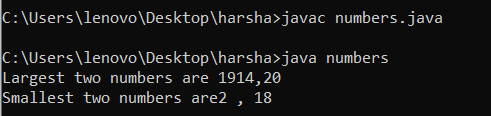 C:\Users\lenovo\Desktop\harsha>javac numbers.java
C:\Users\lenovo\Desktop\harsha>java numbers
Largest two numbers are 1914,20
Smallest two numbers are2 , 18